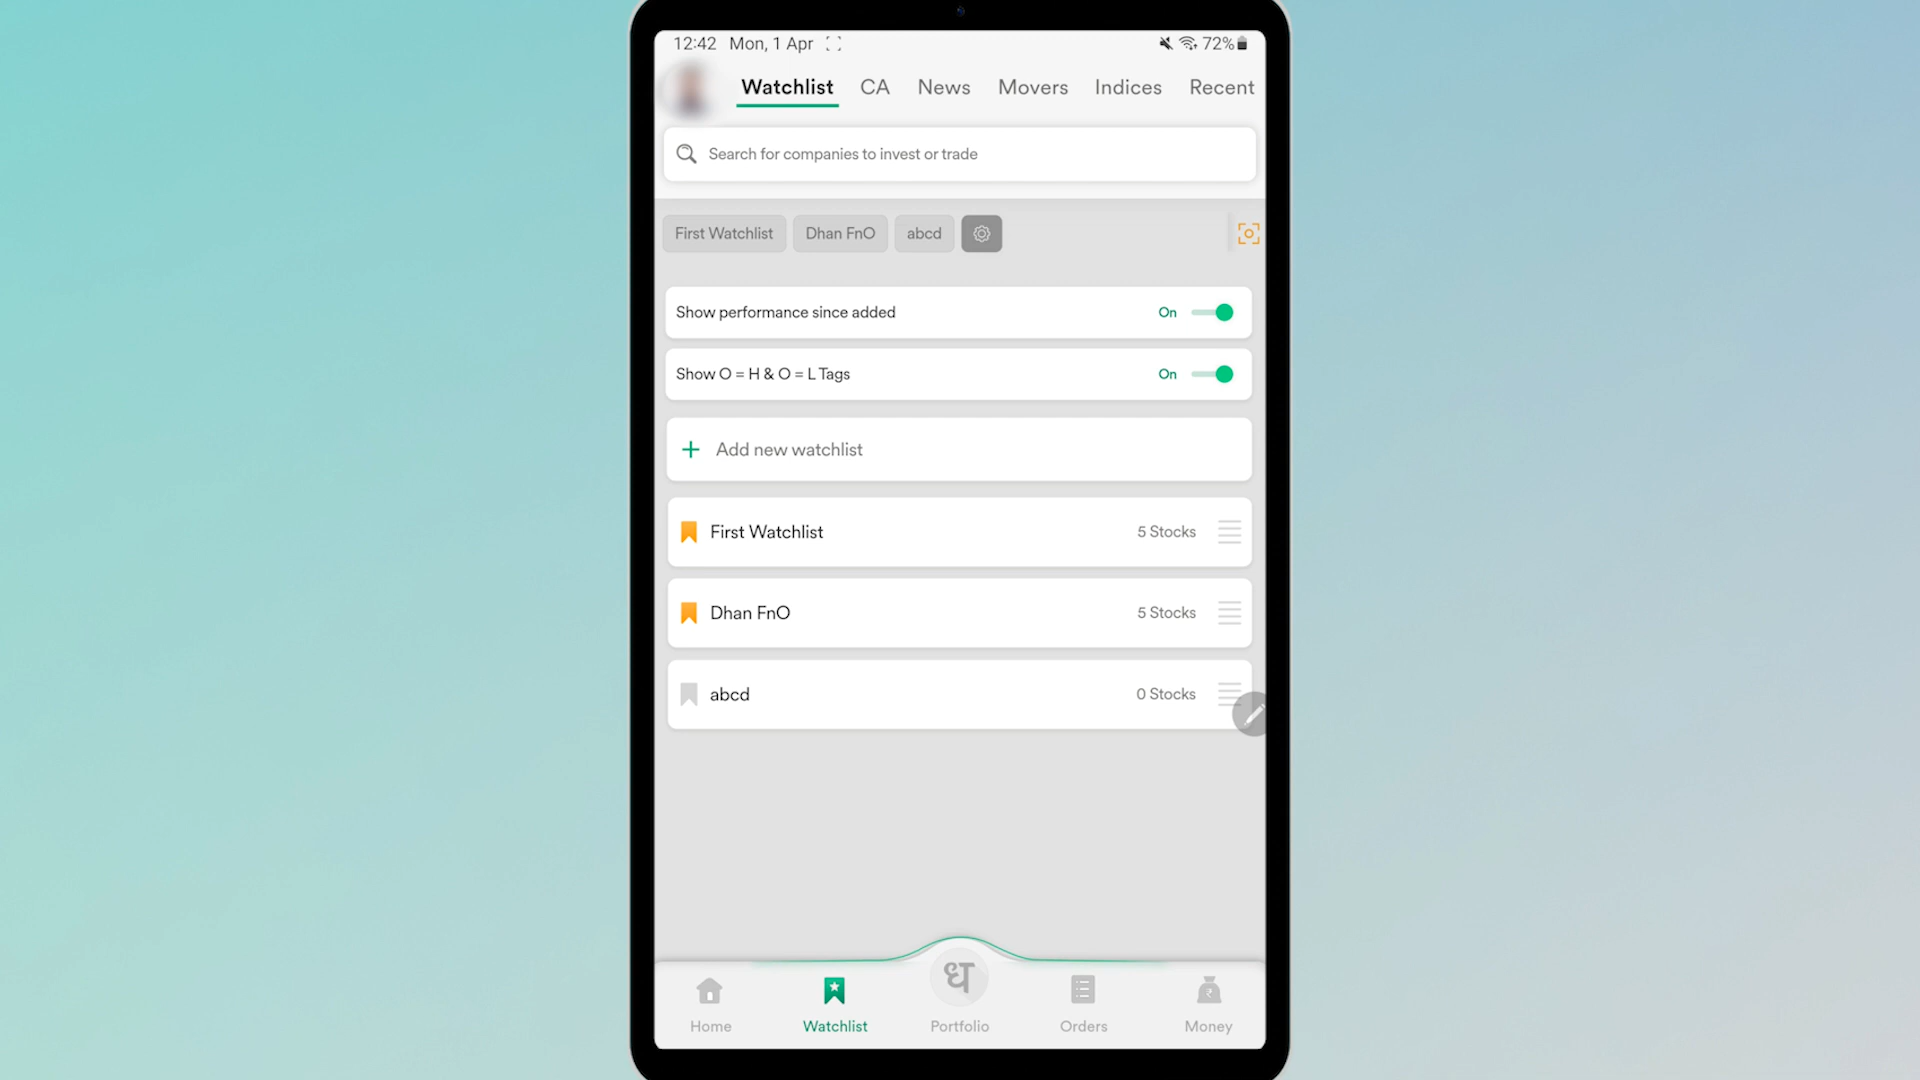 12:42 Mon, 1 Apr 72%
Watchlist CA News Movers Indices Recent
Search for companies to invest or trade
First Watchlist Dhan FnO abcd
Show performance since added On
Show O = H & O = L Tags On
+ Add new watchlist
First Watchlist 5 Stocks
Dhan FnO 5 Stocks
abcd 0 Stocks
ध
₹
Home Watchlist Portfolio Orders Money